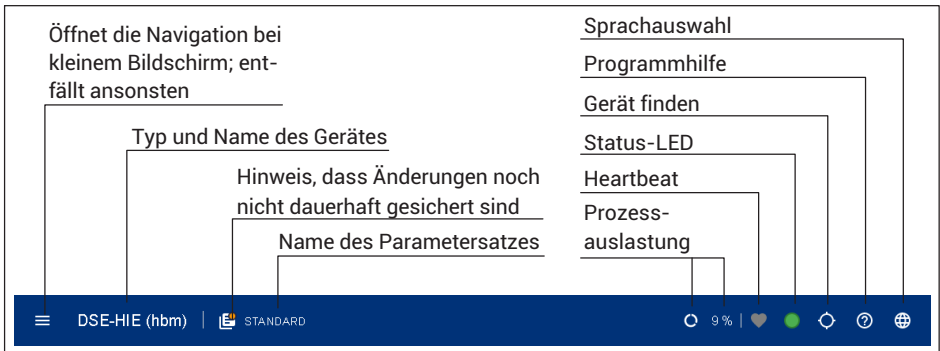 Öffnet die Navigation bei
kleinem Bildschirm; ent-
fällt ansonsten
Typ und Name des Gerätes
Hinweis, dass Änderungen noch
nicht dauerhaft gesichert sind
Name des Parametersatzes
Sprachauswahl
Programmhilfe
Gerät finden
Status-LED
Heartbeat
Prozess-
auslastung
DSE-HIE (hbm) STANDARD 9 %